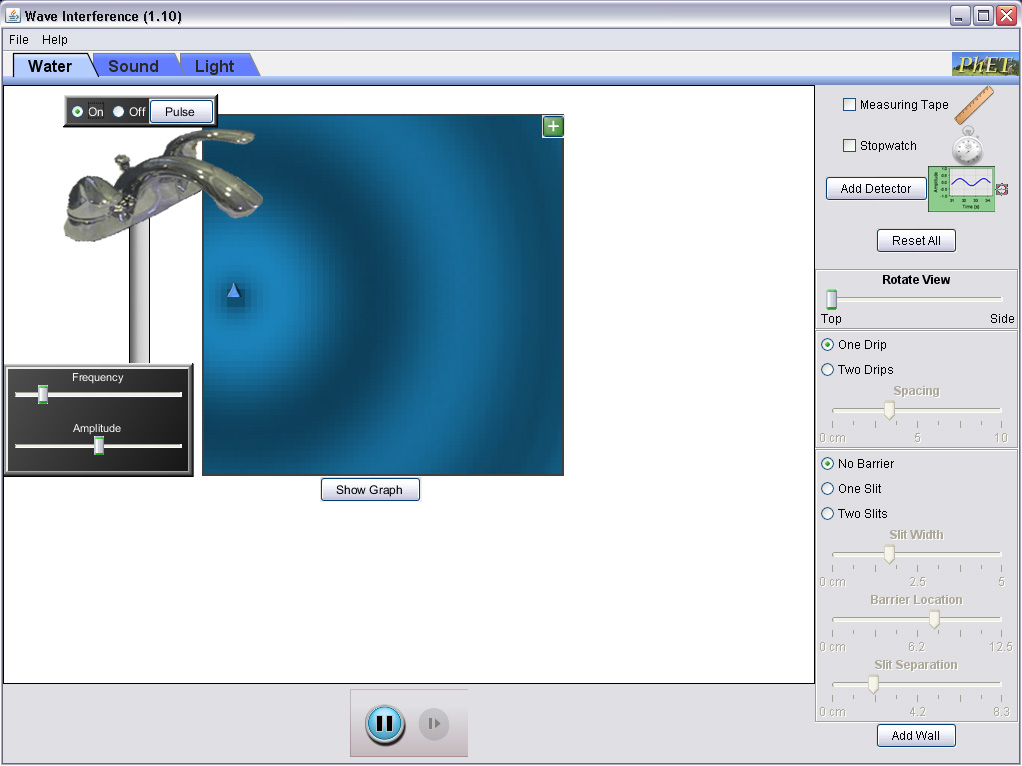 Wave Interference (1.10)
File Help
Water Sound Light
PhET
On Off Pulse
Measuring Tape
Stopwatch
Add Detector
Reset All
Rotate View
Top Side
One Drip
Two Drips
Spacing
0 cm 5 10
Frequency
Amplitude
Show Graph
No Barrier
One Slit
Two Slits
Slit Width
0 cm 2.5 5
Barrier Location
0 cm 6.2 12.5
Slit Separation
0 cm 4.2 8.3
Add Wall